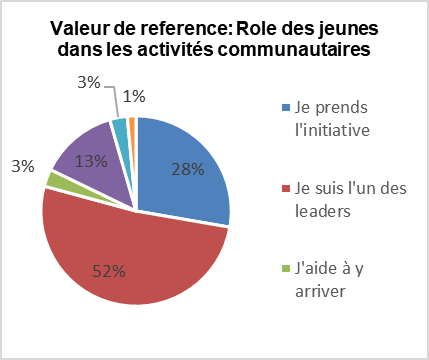 Valeur de reference: Role des jeunes
dans les activités communautaires
3%
1%
13%
3%
28%
52%
Je prends
l'initiative
Je suis l'un des
leaders
J'aide à y
arriver